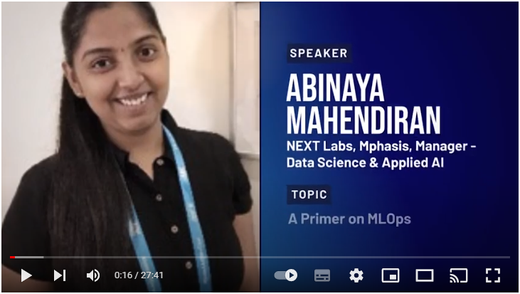 SPEAKER
ABINAYA
MAHENDIRAN
NEXT Labs, Mphasis, Manager -
Data Science & Applied AI
TOPIC
A Primer on MLOps
0:16 / 27:41